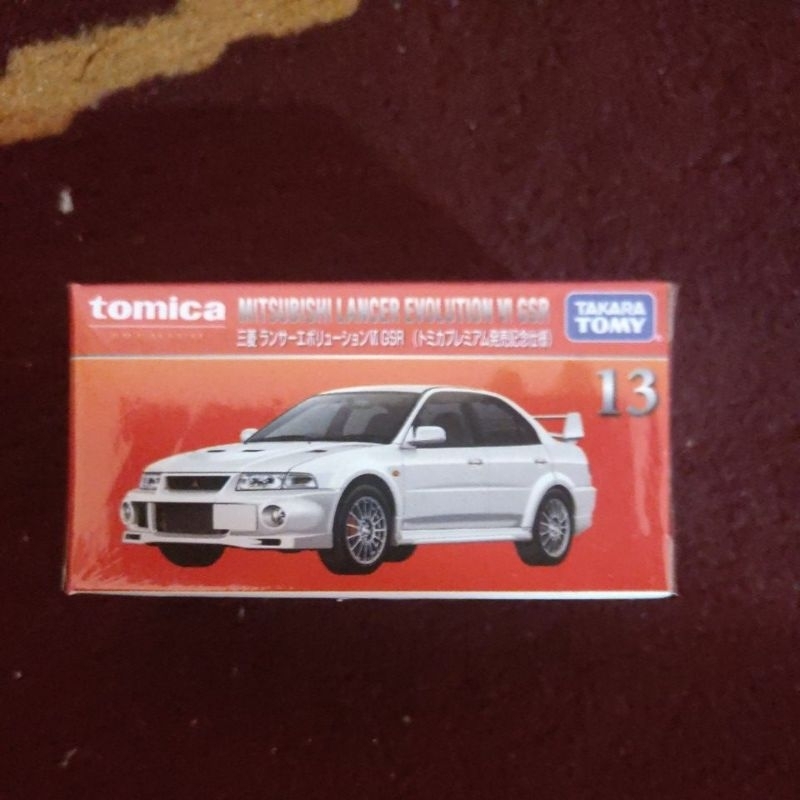 tomica
MITSUBISHI LANCER EVOLUTION VI GSR
三菱 ランサーエボリューションVI GSR (トミカプレミアム発売記念仕様)
TAKARA
TOMY
13